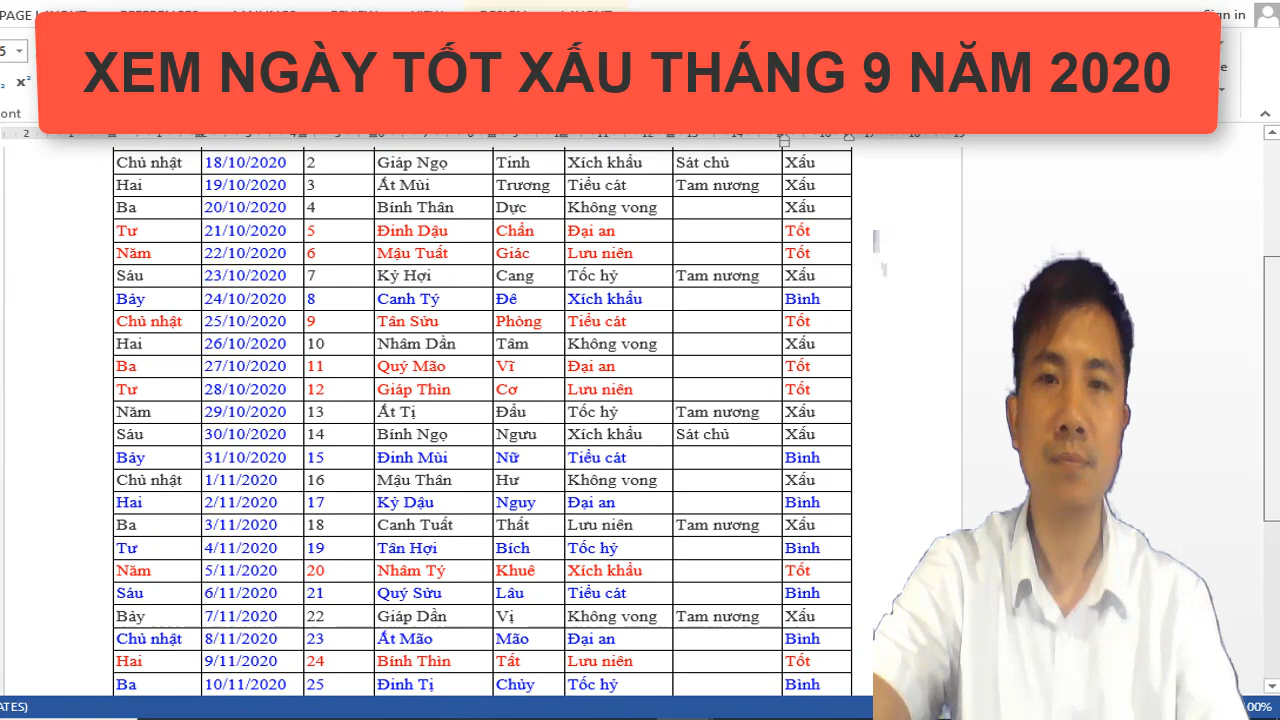 XEM NGÀY TỐT XẤU THÁNG 9 NĂM 2020
Sign in
ont
Chủ nhật 18/10/2020 2 Giáp Ngọ Tinh Xích khẩu Sát chủ Xấu
Hai 19/10/2020 3 Ất Mùi Trương Tiểu cát Tam nương Xấu
Ba 20/10/2020 4 Bính Thân Dực Không vong Xấu
Tư 21/10/2020 5 Đinh Dậu Chẩn Đại an Tốt
Năm 22/10/2020 6 Mậu Tuất Giác Lưu niên Tốt
Sáu 23/10/2020 7 Kỷ Hợi Cang Tốc hỷ Tam nương Xấu
Bảy 24/10/2020 8 Canh Tý Đê Xích khẩu Bình
Chủ nhật 25/10/2020 9 Tân Sửu Phòng Tiểu cát Tốt
Hai 26/10/2020 10 Nhâm Dần Tâm Không vong Xấu
Ba 27/10/2020 11 Quý Mão Vĩ Đại an Tốt
Tư 28/10/2020 12 Giáp Thìn Cơ Lưu niên Tốt
Năm 29/10/2020 13 Ất Tị Đẩu Tốc hỷ Tam nương Xấu
Sáu 30/10/2020 14 Bính Ngọ Ngưu Xích khẩu Sát chủ Xấu
Bảy 31/10/2020 15 Đinh Mùi Nữ Tiểu cát Bình
Chủ nhật 1/11/2020 16 Mậu Thân Hư Không vong Xấu
Hai 2/11/2020 17 Kỷ Dậu Nguy Đại an Bình
Ba 3/11/2020 18 Canh Tuất Thất Lưu niên Tam nương Xấu
Tư 4/11/2020 19 Tân Hợi Bích Tốc hỷ Bình
Năm 5/11/2020 20 Nhâm Tý Khuê Xích khẩu Tốt
Sáu 6/11/2020 21 Quý Sửu Lâu Tiểu cát Bình
Bảy 7/11/2020 22 Giáp Dần Vị Không vong Tam nương Xấu
Chủ nhật 8/11/2020 23 Ất Mão Mão Đại an Bình
Hai 9/11/2020 24 Bính Thìn Tất Lưu niên Tốt
Ba 10/11/2020 25 Đinh Tị Chủy Tốc hỷ Bình
ATES) 00%